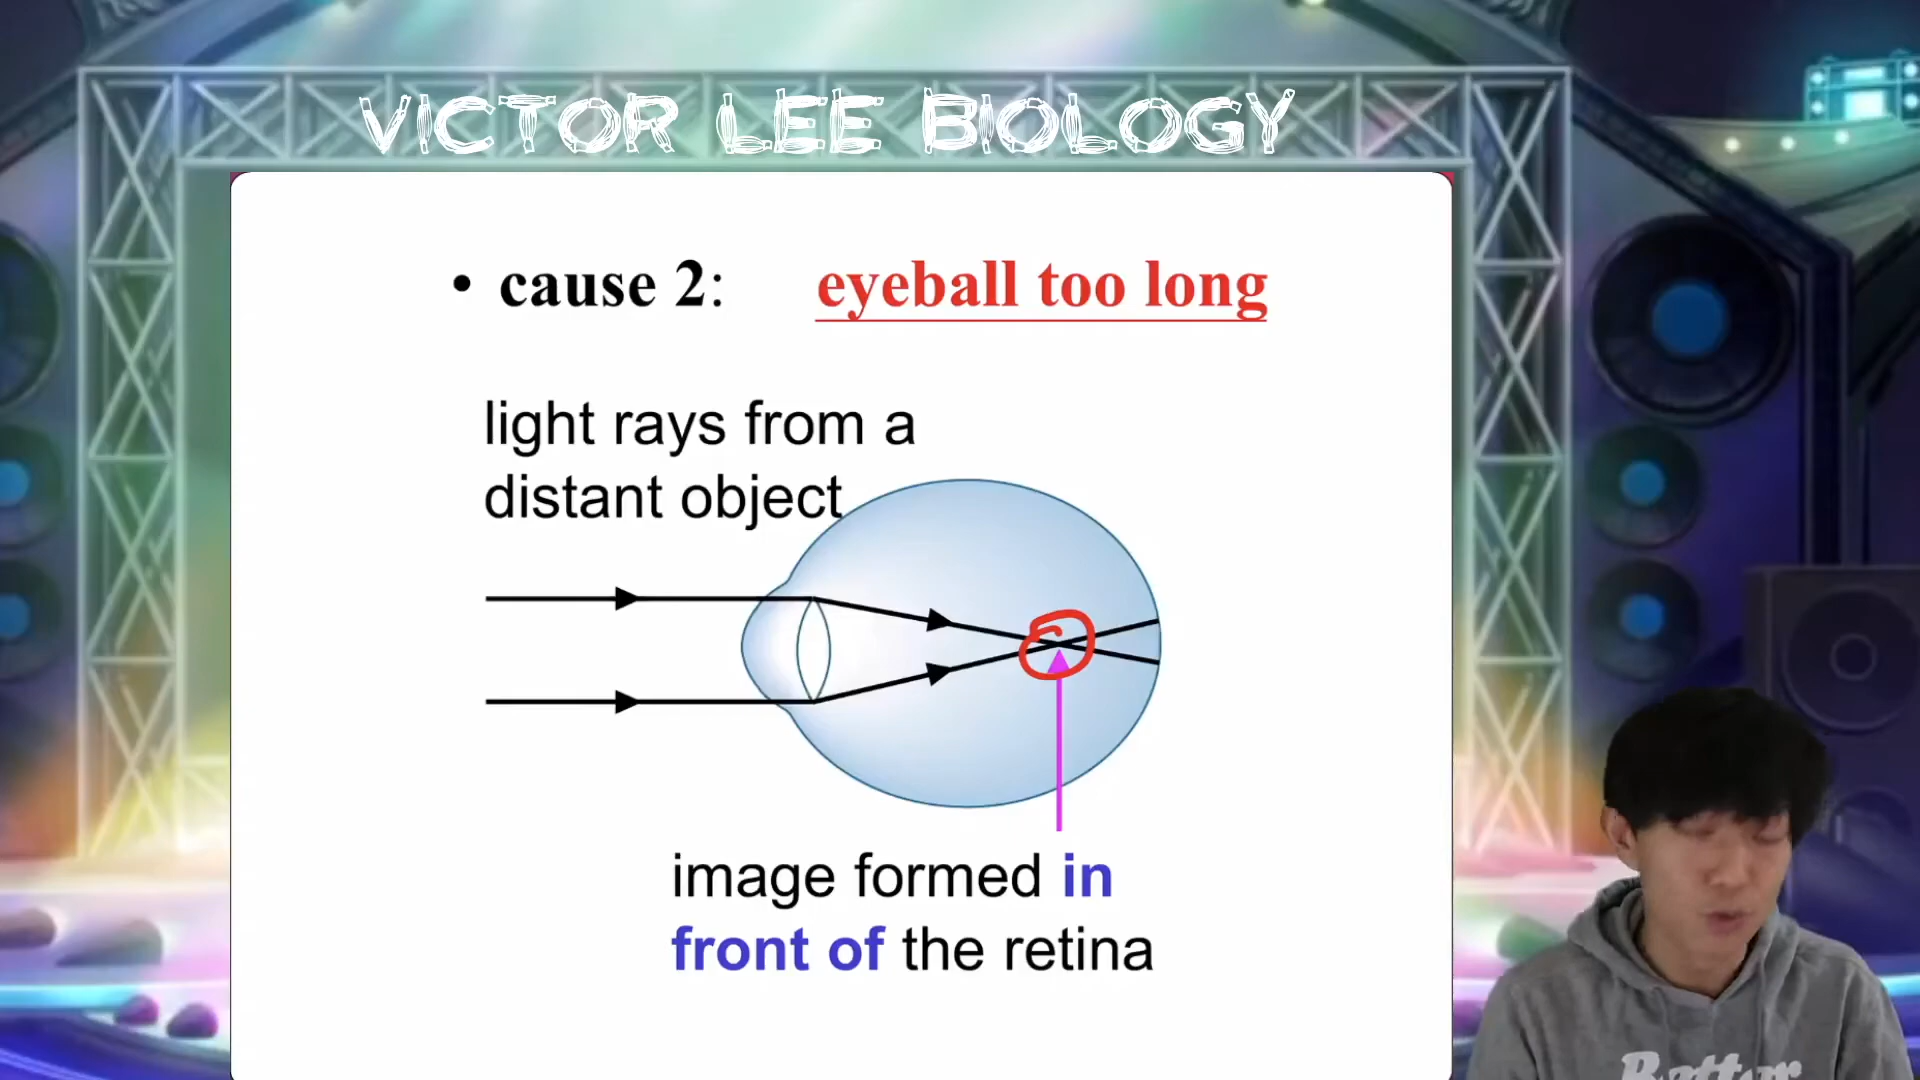 VICTOR LEE BIOLOGY
• cause 2: eyeball too long
light rays from a
distant object
image formed in
front of the retina
Better